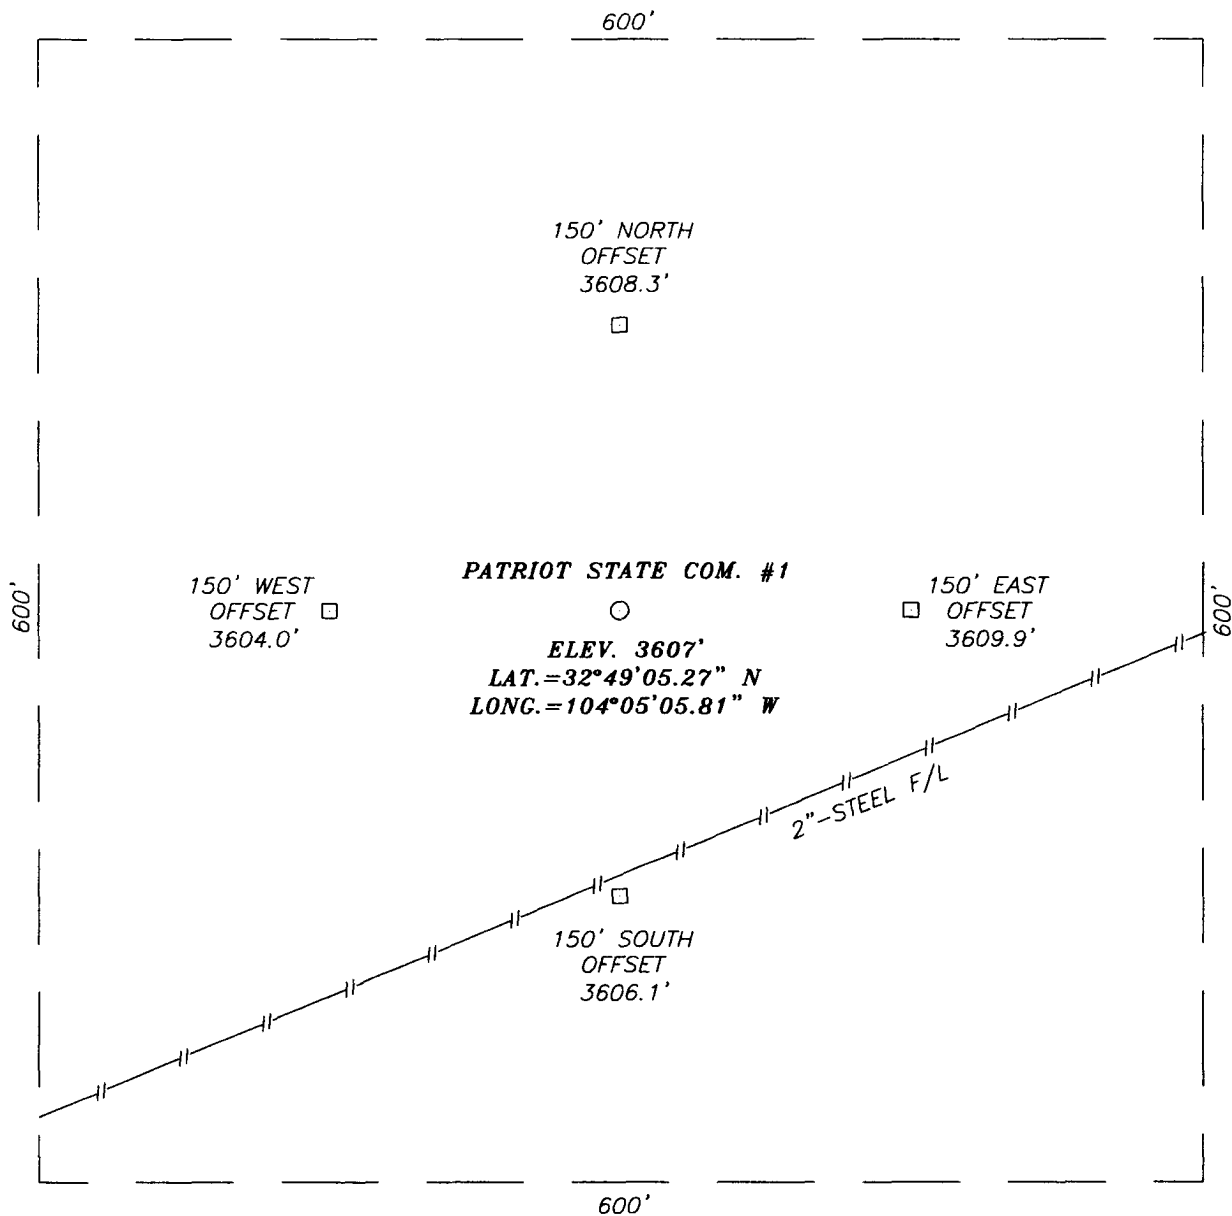 600'
150' NORTH
OFFSET
3608.3'
600'
150' WEST
OFFSET
3604.0'
PATRIOT STATE COM. #1
ELEV. 3607'
LAT.=32°49'05.27" N
LONG.=104°05'05.81" W
150' EAST
OFFSET
3609.9'
600'
2"-STEEL F/L
150' SOUTH
OFFSET
3606.1'
600'